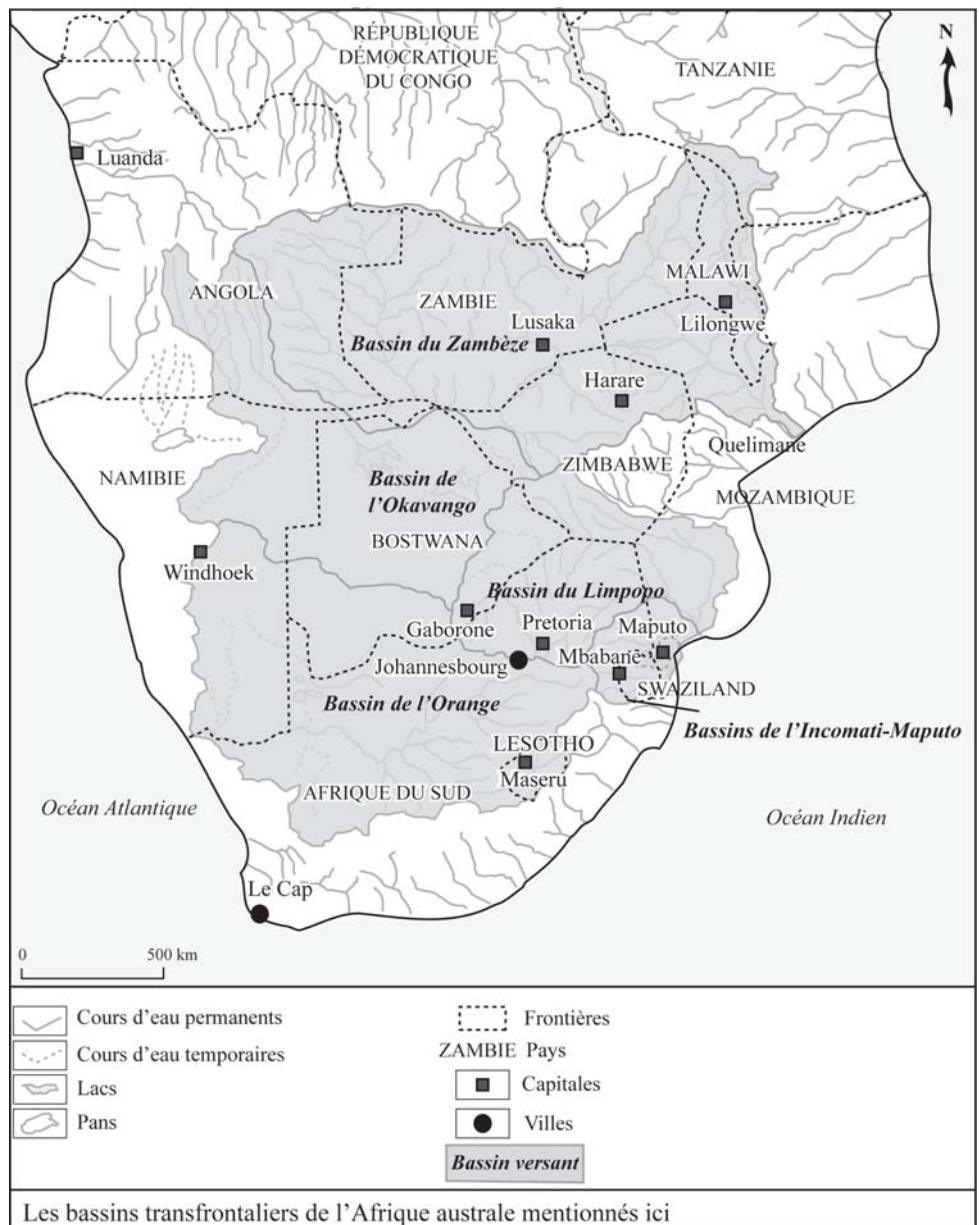 RÉPUBLIQUE
DÉMOCRATIQUE
DU CONGO
TANZANIE
N
Luanda
ANGOLA
ZAMBIE
MALAWI
Lusaka
Lilongwe
Bassin du Zambèze
Harare
NAMIBIE
ZIMBABWE
Quelimane
MOZAMBIQUE
Bassin de
l’Okavango
BOSTWANA
Windhoek
Bassin du Limpopo
Gaborone
Pretoria
Maputo
Johannesbourg
Mbabane
SWAZILAND
Bassin de l’Orange
Bassins de l’Incomati-Maputo
LESOTHO
Maseru
AFRIQUE DU SUD
Océan Atlantique
Océan Indien
Le Cap
0 500 km
Cours d’eau permanents
Cours d’eau temporaires
Lacs
Pans
Frontières
ZAMBIE Pays
Capitales
Villes
Bassin versant
Les bassins transfrontaliers de l’Afrique australe mentionnés ici